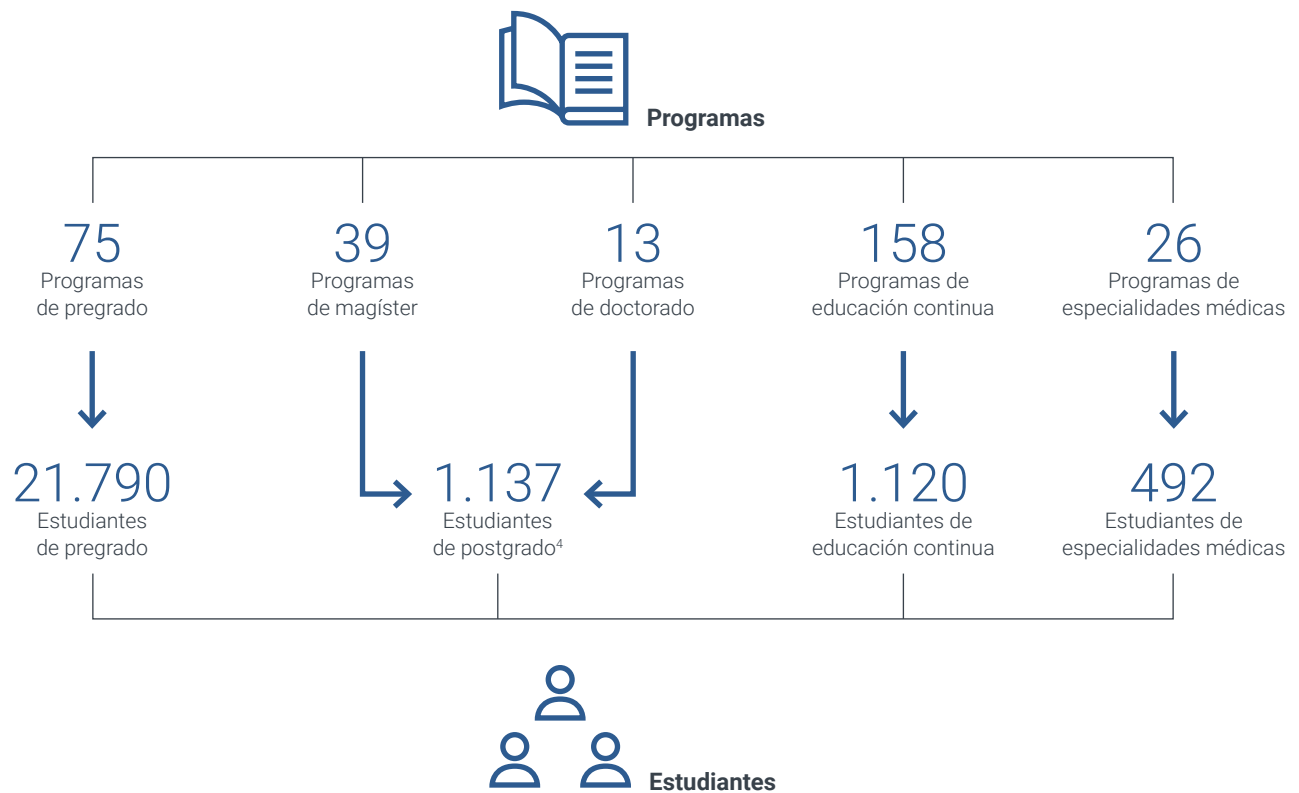 Programas
75
Programas
de pregrado
39
Programas
de magíster
13
Programas
de doctorado
158
Programas de
educación continua
26
Programas de
especialidades médicas
21.790
Estudiantes
de pregrado
1.137
Estudiantes
de postgrado⁴
1.120
Estudiantes de
educación continua
492
Estudiantes de
especialidades médicas
Estudiantes